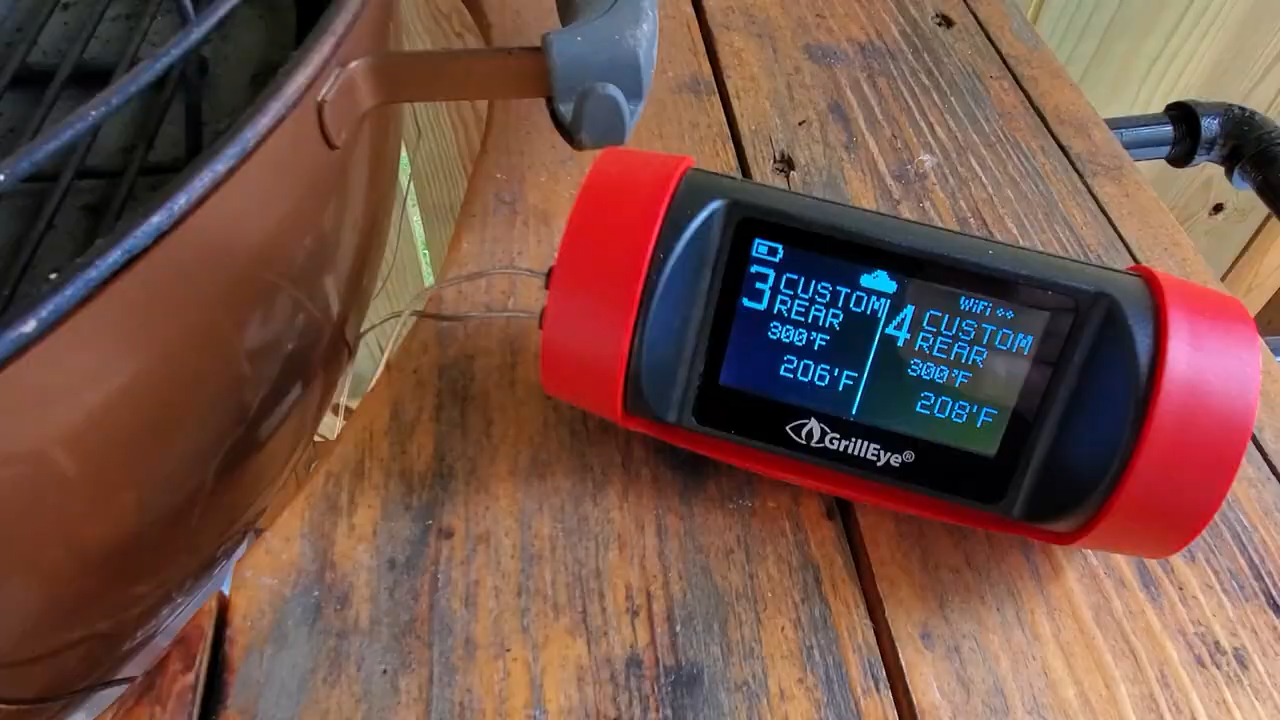 3 CUSTOM
REAR
300°F
206°F
WiFi
4 CUSTOM
REAR
300°F
208°F
GrillEye®